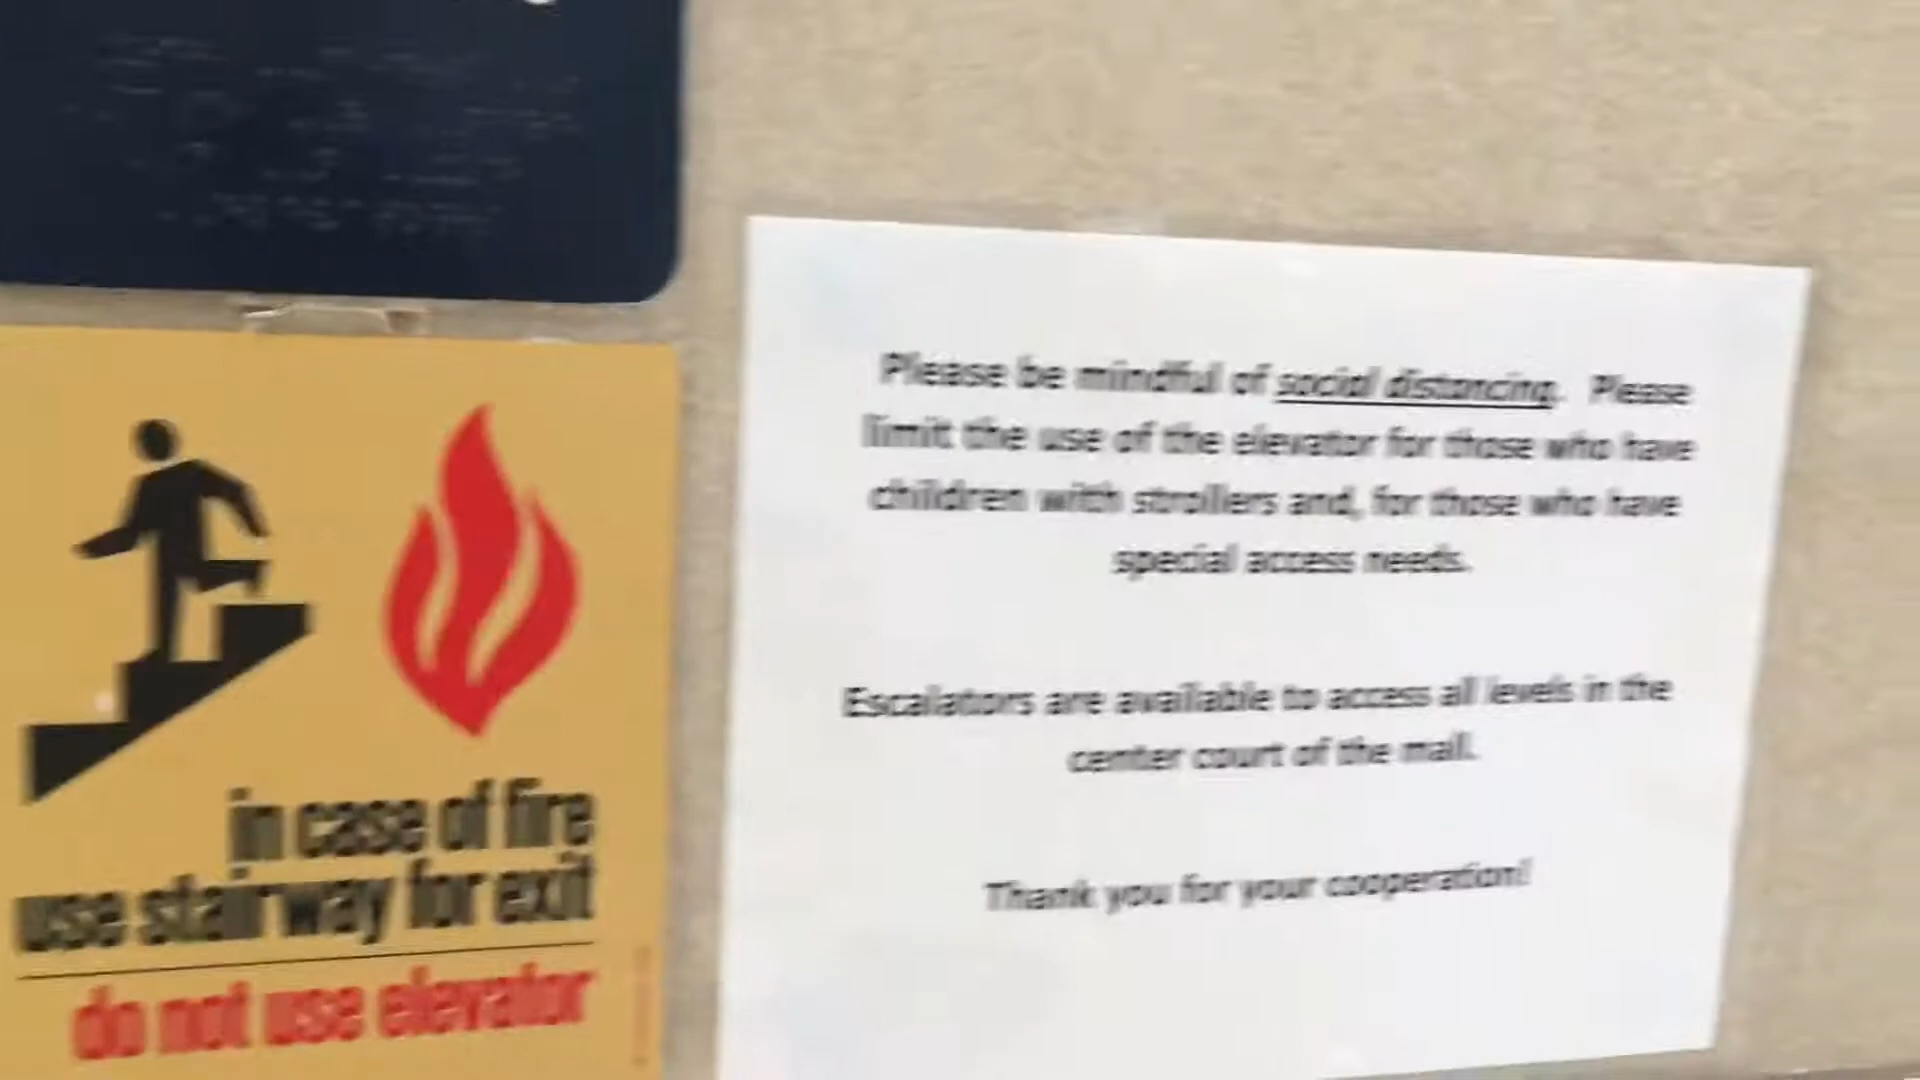 in case of fire
use stairway for exit
do not use elevator
Please be mindful of social distancing. Please
limit the use of the elevator for those who have
children with strollers and, for those who have
special access needs.
Escalators are available to access all levels in the
center court of the mall.
Thank you for your cooperation!